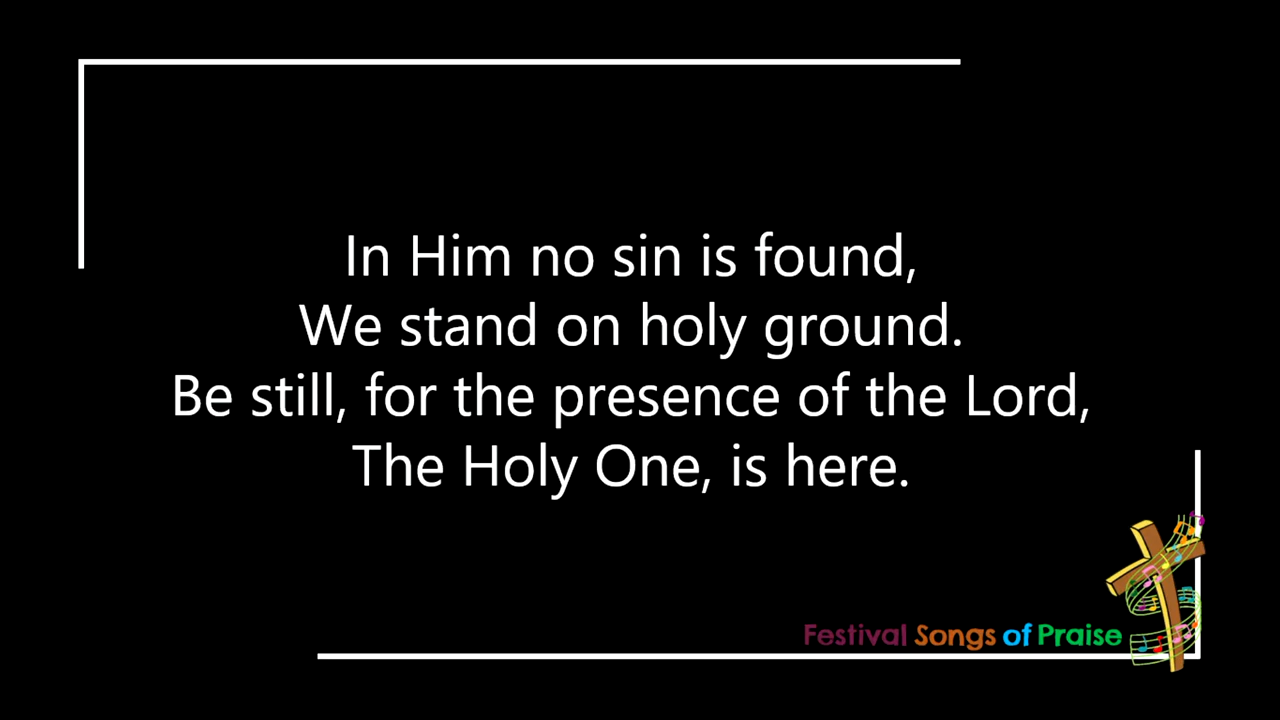 In Him no sin is found,
We stand on holy ground.
Be still, for the presence of the Lord,
The Holy One, is here.
Festival Songs of Praise